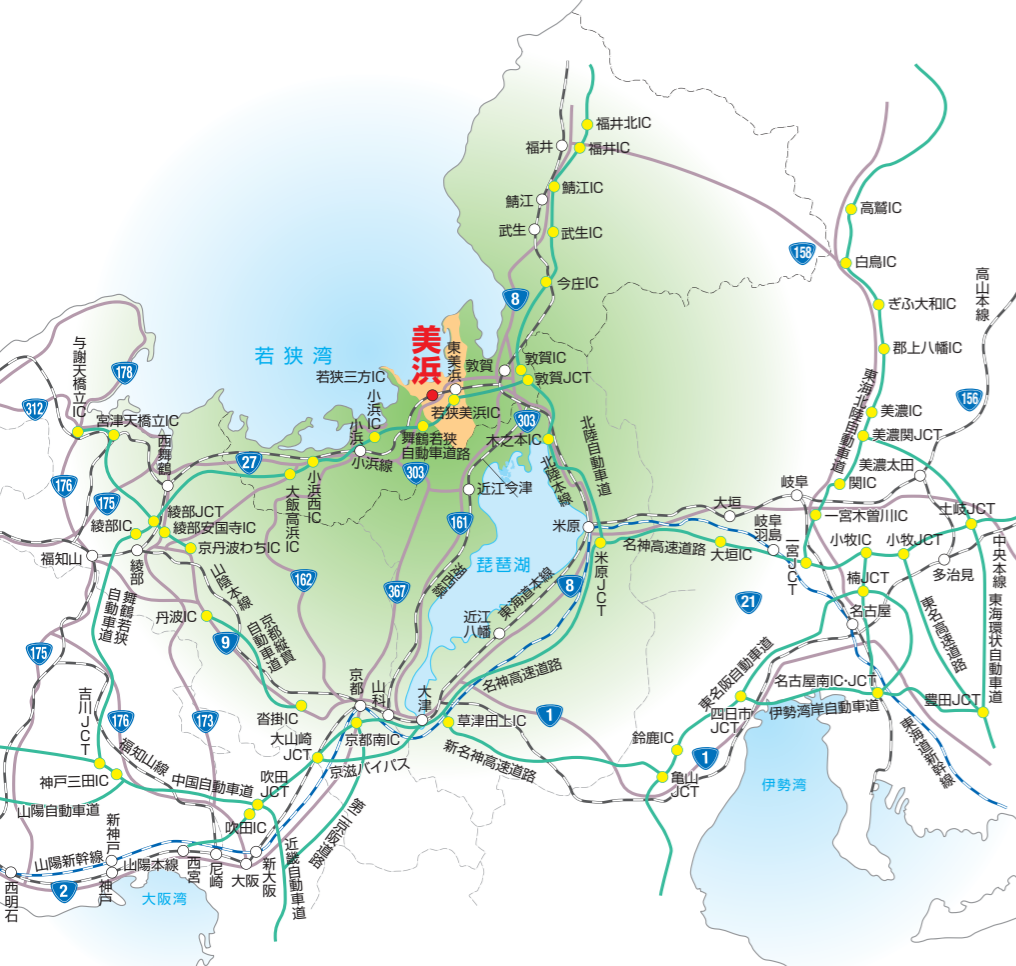 福井北IC
福井
福井IC
鯖江IC
鯖江
高鷲IC
武生
武生IC
158
白鳥IC
今庄IC
高山本線
8
ぎふ大和IC
美浜
東美浜
若狭湾
与謝天橋立IC
敦賀
敦賀IC
郡上八幡IC
178
若狭三方IC
敦賀JCT
東海北陸自動車道
156
312
小浜IC
若狭美浜IC
美濃IC
宮津天橋立IC
小浜
303
北陸自動車道
西舞鶴
舞鶴若狭
自動車道路
木之本IC
美濃関JCT
27
小浜線
303
北陸本線
美濃太田
176
小浜西IC
大飯高浜IC
近江今津
岐阜
関IC
175
大垣
綾部JCT
161
米原
岐阜羽島
一宮木曽川IC
土岐JCT
綾部IC
綾部安国寺IC
京丹波わちIC
名神高速道路
大垣IC
一宮JCT
小牧IC
小牧JCT
中央本線
福知山
綾部
山陰本線
162
琵琶湖
湖西線
米原JCT
楠JCT
多治見
舞鶴若狭
自動車道
367
東海道本線
8
21
丹波IC
近江
八幡
名古屋
東名高速道路
東海環状自動車道
9
京都縦貫
自動車道
175
名神高速道路
東名阪自動車道
京都
山科
大津
名古屋南IC・JCT
吉川JCT
176
173
沓掛IC
四日市
JCT
伊勢湾岸自動車道
豊田JCT
大山崎
JCT
京都南IC
草津田上IC
1
鈴鹿IC
東海道新幹線
福知山線
新名神高速道路
1
京滋バイパス
神戸三田IC
中国自動車道
吹田
JCT
亀山
JCT
伊勢湾
山陽自動車道
第二京阪道路
新神戸
吹田IC
近畿自動車道
山陽新幹線
山陽本線
西宮
尼崎
大阪
新大阪
西明石
2
神戸
大阪湾